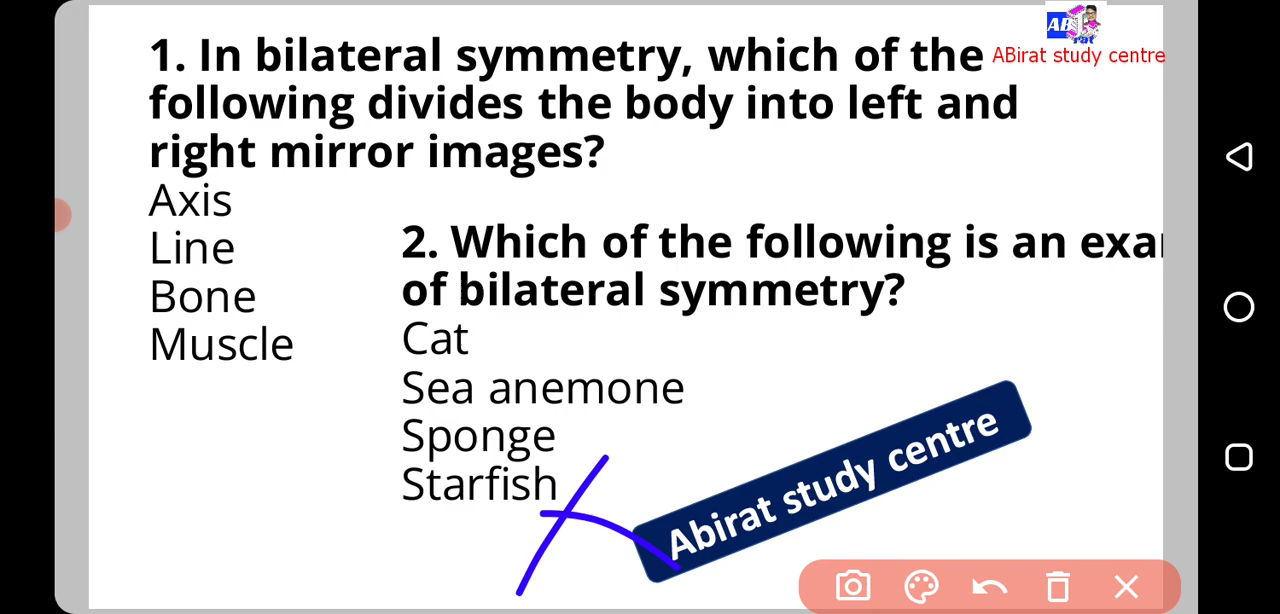 1. In bilateral symmetry, which of the
following divides the body into left and
right mirror images?
Axis
Line
Bone
Muscle
2. Which of the following is an exa
of bilateral symmetry?
Cat
Sea anemone
Sponge
Starfish
Abirat study centre
AB
rat
ABirat study centre